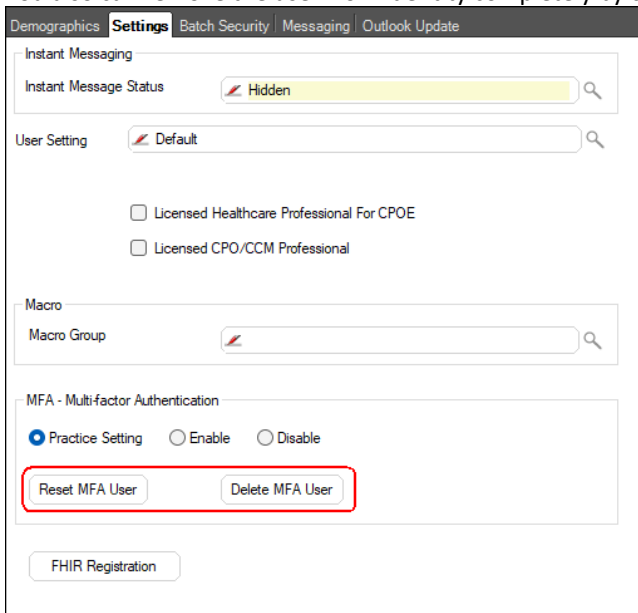 Demographics Settings Batch Security Messaging Outlook Update
Instant Messaging
Instant Message Status Hidden
User Setting Default
Licensed Healthcare Professional For CPOE
Licensed CPO/CCM Professional
Macro
Macro Group
MFA - Multi-factor Authentication
Practice Setting Enable Disable
Reset MFA User Delete MFA User
FHIR Registration